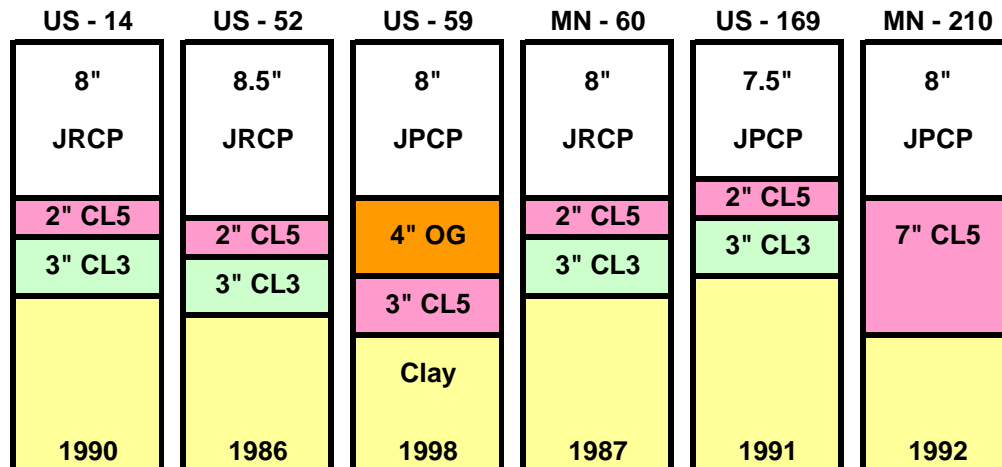 US - 14
8"
JRCP
2" CL5
3" CL3
1990
US - 52
8.5"
JRCP
2" CL5
3" CL3
1986
US - 59
8"
JPCP
4" OG
3" CL5
Clay
1998
MN - 60
8"
JRCP
2" CL5
3" CL3
1987
US - 169
7.5"
JPCP
2" CL5
3" CL3
1991
MN - 210
8"
JPCP
7" CL5
1992